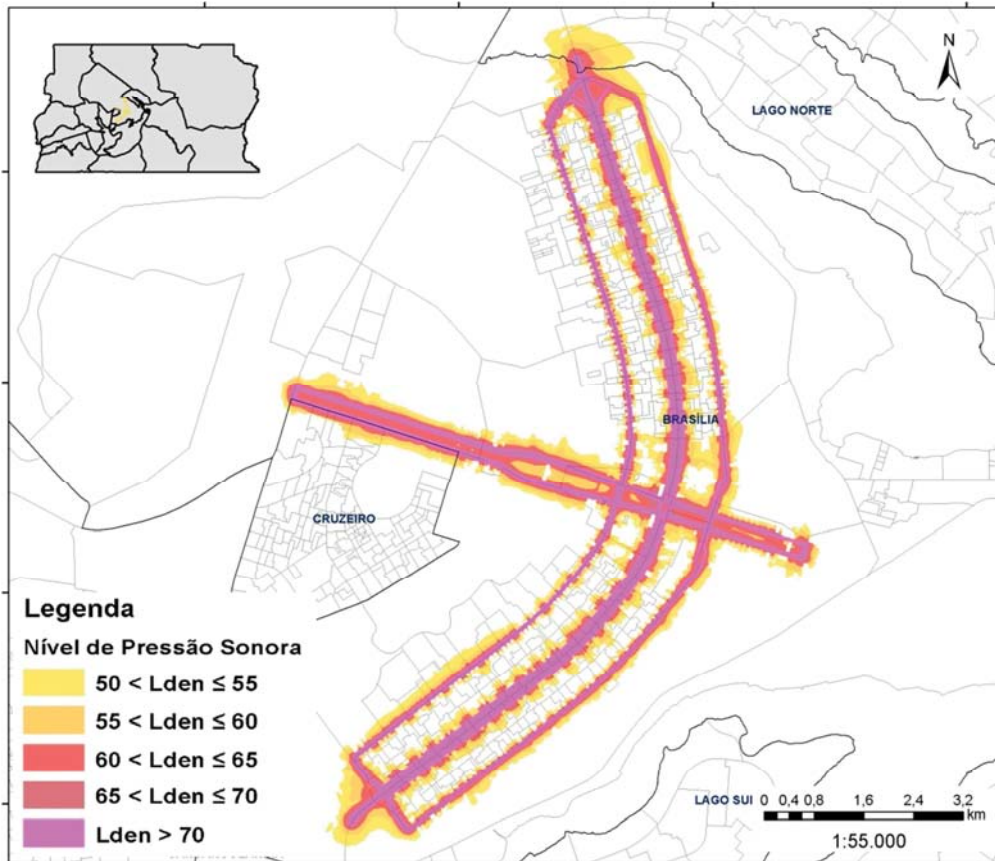 N
LAGO NORTE
BRASÍLIA
CRUZEIRO
Legenda
Nível de Pressão Sonora
50 < Lden ≤ 55
55 < Lden ≤ 60
60 < Lden ≤ 65
65 < Lden ≤ 70
Lden > 70
LAGO SUI
0 0,4 0,8 1,6 2,4 3,2
km
1:55.000